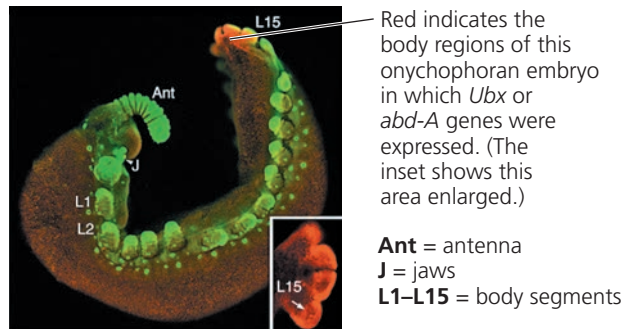 L15
Ant
J
L1
L2
L15
Red indicates the
body regions of this
onychophoran embryo
in which Ubx or
abd-A genes were
expressed. (The
inset shows this
area enlarged.)
Ant = antenna
J = jaws
L1–L15 = body segments